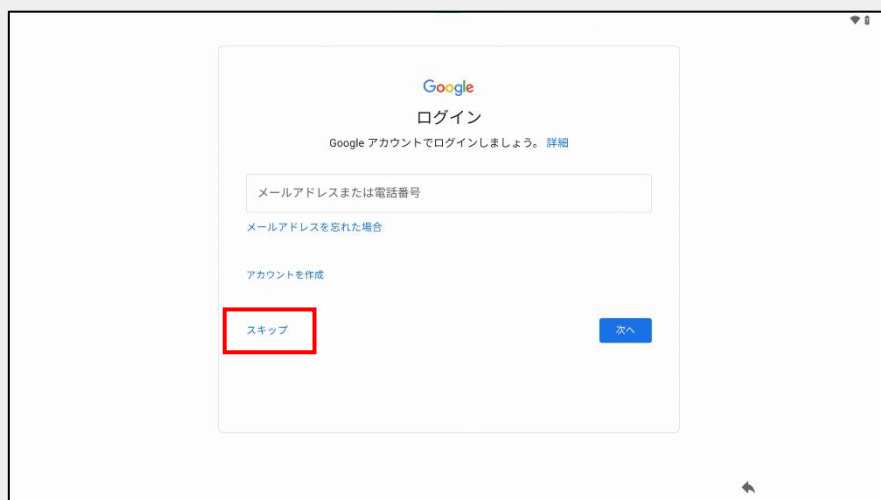 Google
ログイン
Google アカウントでログインしましょう。 詳細
メールアドレスまたは電話番号
メールアドレスを忘れた場合
アカウントを作成
スキップ
次へ